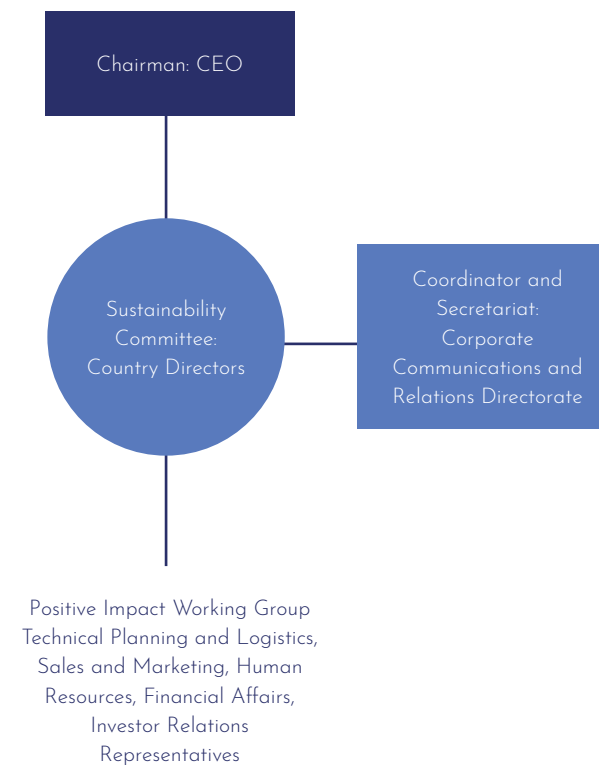 Chairman: CEO
Sustainability
Committee:
Country Directors
Coordinator and
Secretariat:
Corporate
Communications and
Relations Directorate
Positive Impact Working Group
Technical Planning and Logistics,
Sales and Marketing, Human
Resources, Financial Affairs,
Investor Relations
Representatives